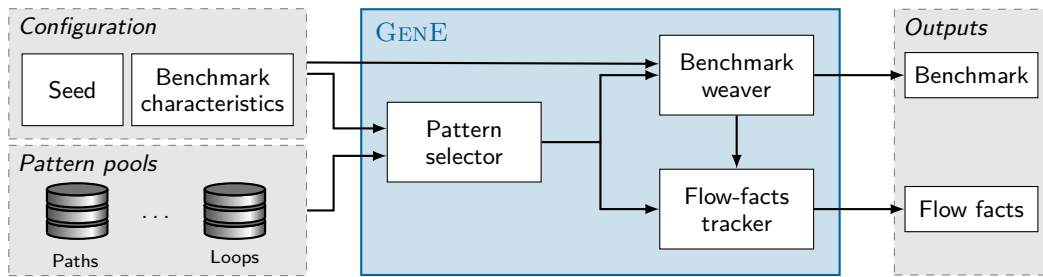 Configuration
Seed
Benchmark
characteristics
Pattern pools
Paths
. . .
Loops
GENE
Pattern
selector
Benchmark
weaver
Flow-facts
tracker
Outputs
Benchmark
Flow facts